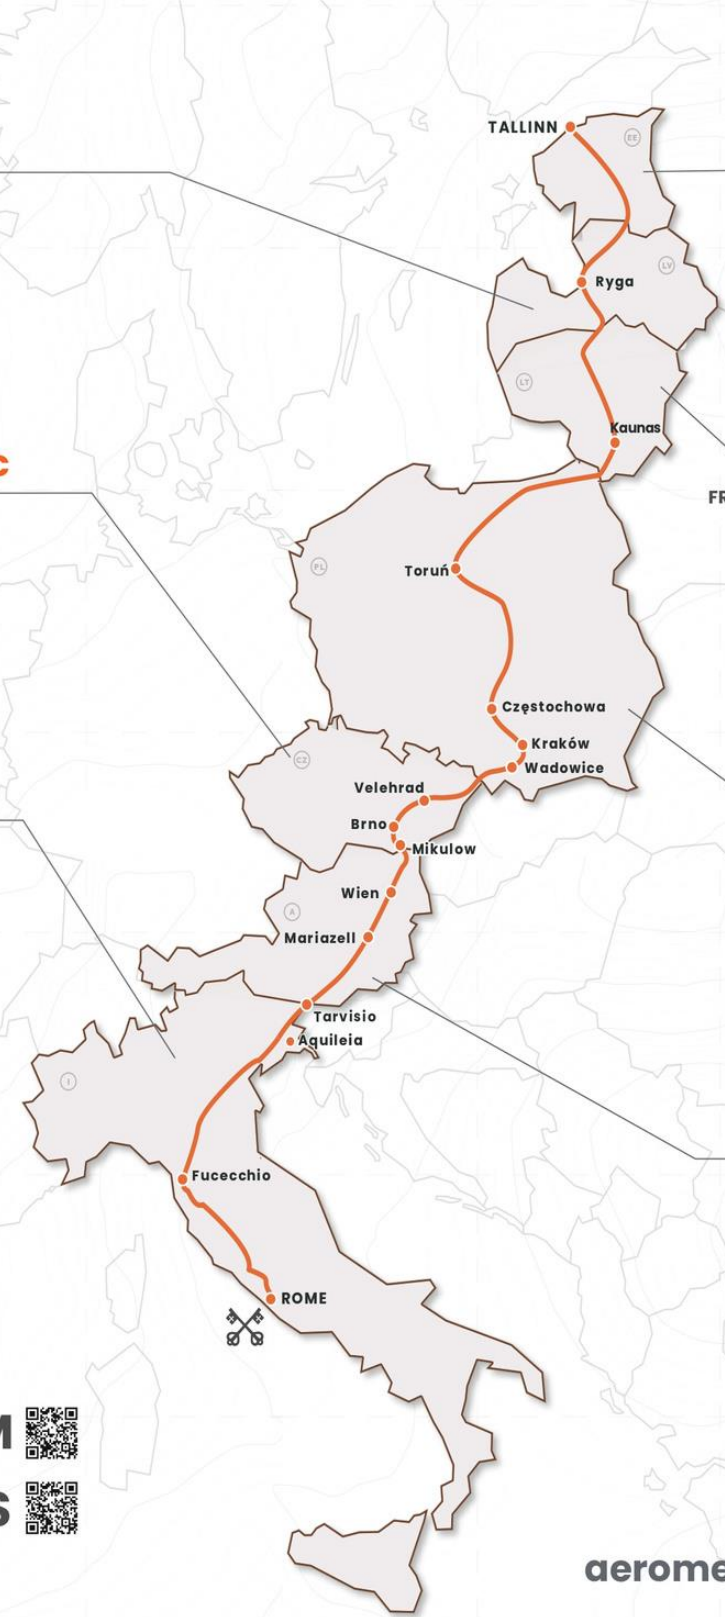 TALLINN
EE
LV
Ryga
LT
Kaunas
C
FR
PL
Toruń
Częstochowa
Kraków
Wadowice
CZ
Velehrad
Brno
Mikulow
Wien
A
Mariazell
Tarvisio
Aquileia
I
Fucecchio
ROME
M
S
aerome